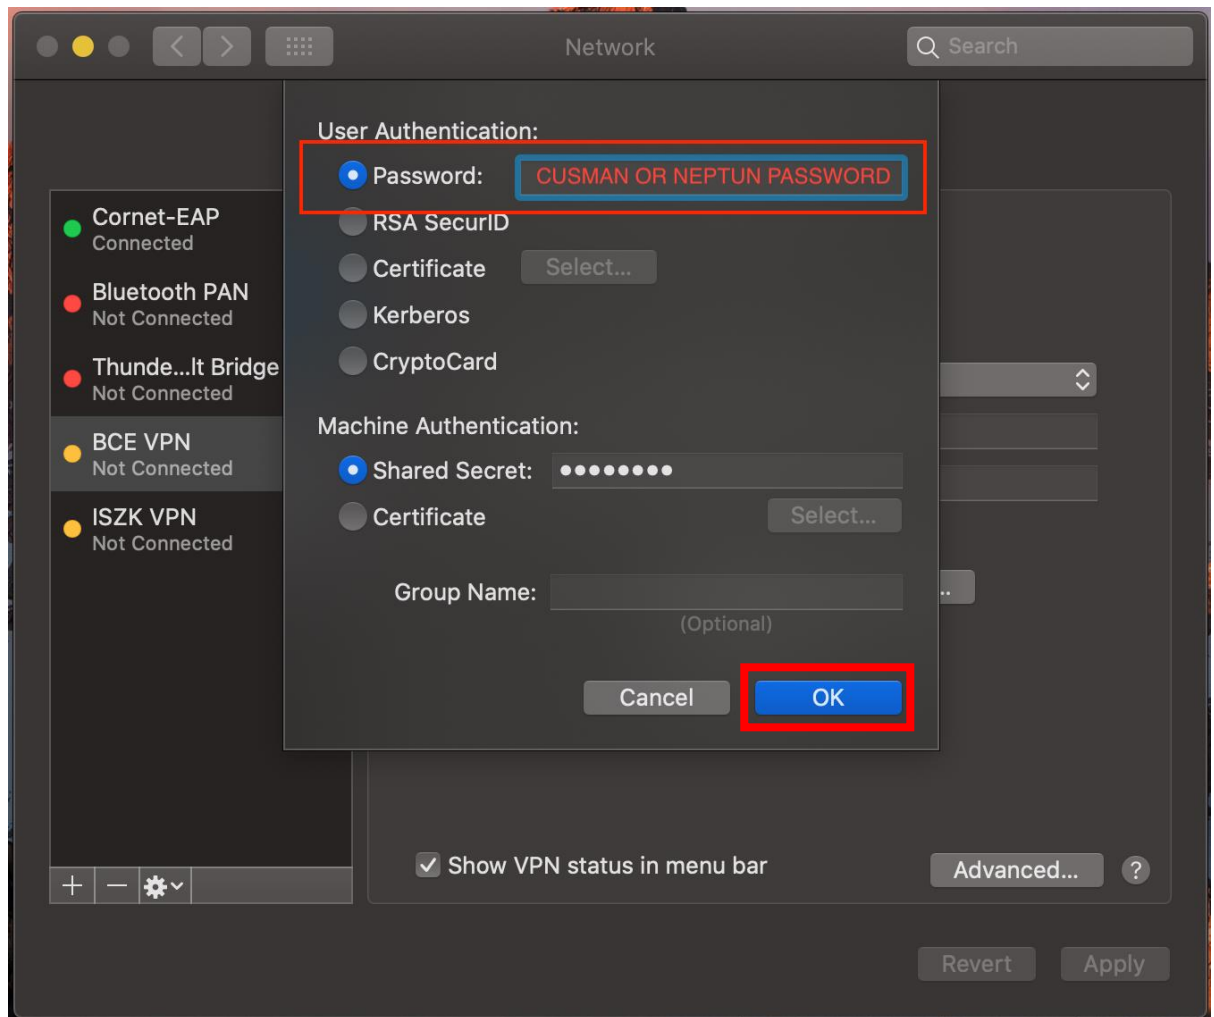 Network
Search
User Authentication:
Password: CUSMAN OR NEPTUN PASSWORD
RSA SecurID
Certificate Select...
Kerberos
CryptoCard
Machine Authentication:
Shared Secret: ••••••••
Certificate Select...
Group Name:
(Optional)
Cancel OK
Cornet-EAP
Connected
Bluetooth PAN
Not Connected
Thunde...lt Bridge
Not Connected
BCE VPN
Not Connected
ISZK VPN
Not Connected
..
Show VPN status in menu bar
Advanced... ?
Revert Apply